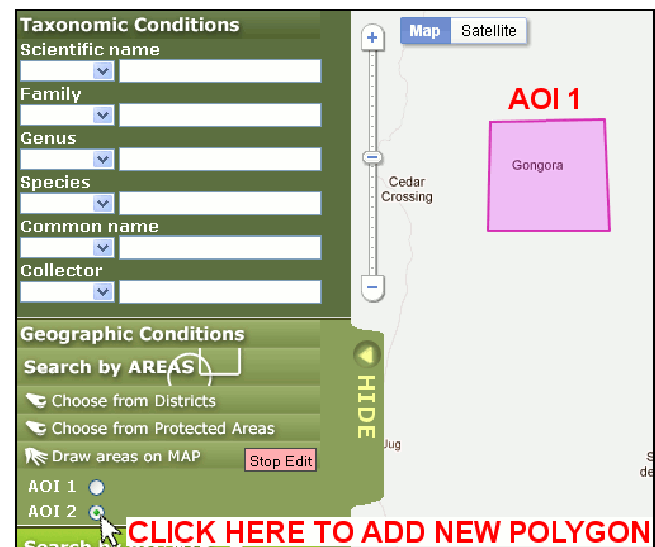 Taxonomic Conditions
Scientific name
Family
Genus
Species
Common name
Collector
Geographic Conditions
Search by AREAS
Choose from Districts
Choose from Protected Areas
Draw areas on MAP
Stop Edit
AOI 1
AOI 2
CLICK HERE TO ADD NEW POLYGON
HIDE
Map Satellite
AOI 1
Gongora
Cedar
Crossing
Jug